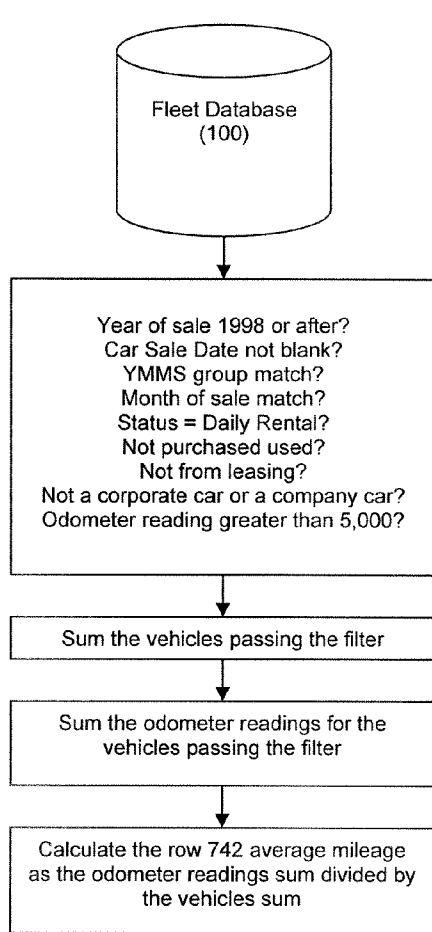 Fleet Database
(100)
Year of sale 1998 or after?
Car Sale Date not blank?
YMMS group match?
Month of sale match?
Status = Daily Rental?
Not purchased used?
Not from leasing?
Not a corporate car or a company car?
Odometer reading greater than 5,000?
Sum the vehicles passing the filter
Sum the odometer readings for the
vehicles passing the filter
Calculate the row 742 average mileage
as the odometer readings sum divided by
the vehicles sum